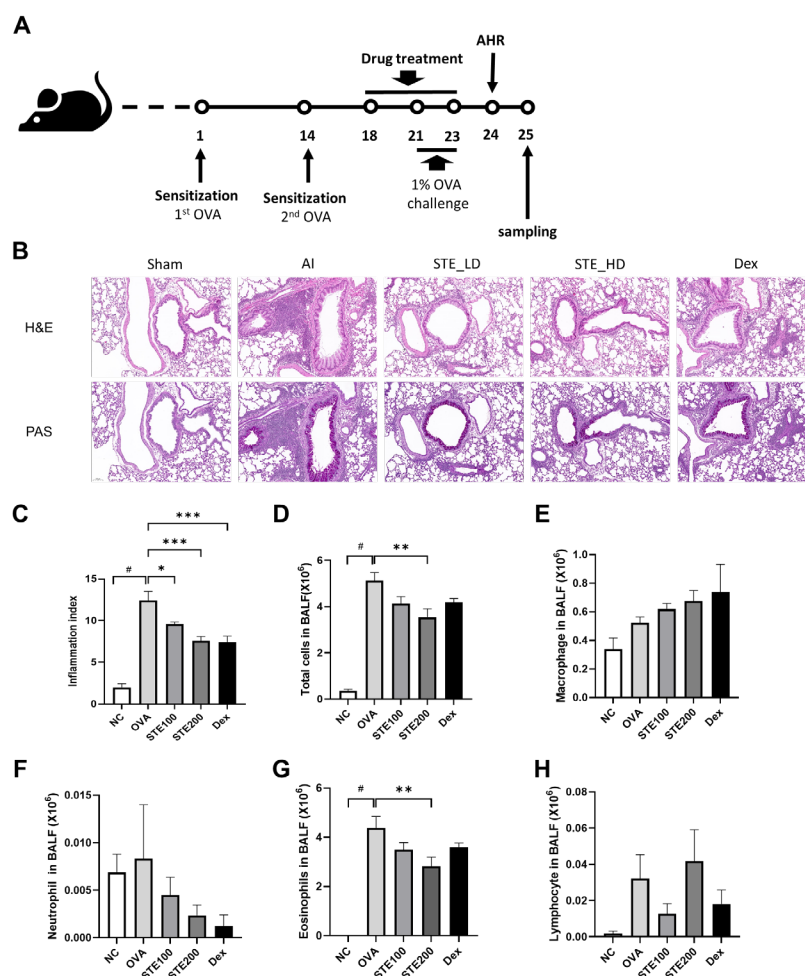 A
Drug treatment
AHR
1
14
18
21
23
24
25
Sensitization
1st OVA
Sensitization
2nd OVA
1% OVA
challenge
sampling
B
Sham
AI
STE_LD
STE_HD
Dex
H&E
PAS
C
***
***
#
*
Inflammation index
15
10
5
0
NC
OVA
STE100
STE200
Dex
D
#
**
Total cells in BALF(X10⁶)
6
4
2
0
NC
OVA
STE100
STE200
Dex
E
Macrophage in BALF (X10⁶)
1.0
0.8
0.6
0.4
0.2
0.0
NC
OVA
STE100
STE200
Dex
F
Neutrophil in BALF (X10⁶)
0.015
0.010
0.005
0.000
NC
OVA
STE100
STE200
Dex
G
#
**
Eosinophils in BALF (X10⁶)
6
4
2
0
NC
OVA
STE100
STE200
Dex
H
Lymphocyte in BALF (X10⁶)
0.08
0.06
0.04
0.02
0.00
NC
OVA
STE100
STE200
Dex